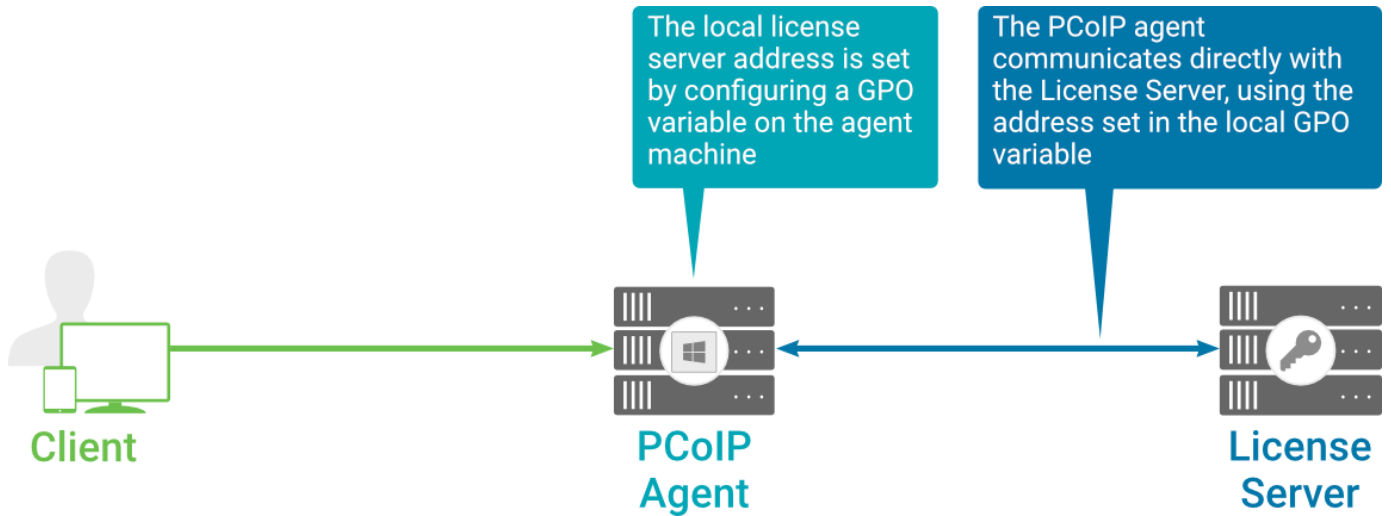 The local license
server address is set
by configuring a GPO
variable on the agent
machine
The PCoIP agent
communicates directly with
the License Server, using the
address set in the local GPO
variable
Client
PCoIP
Agent
License
Server